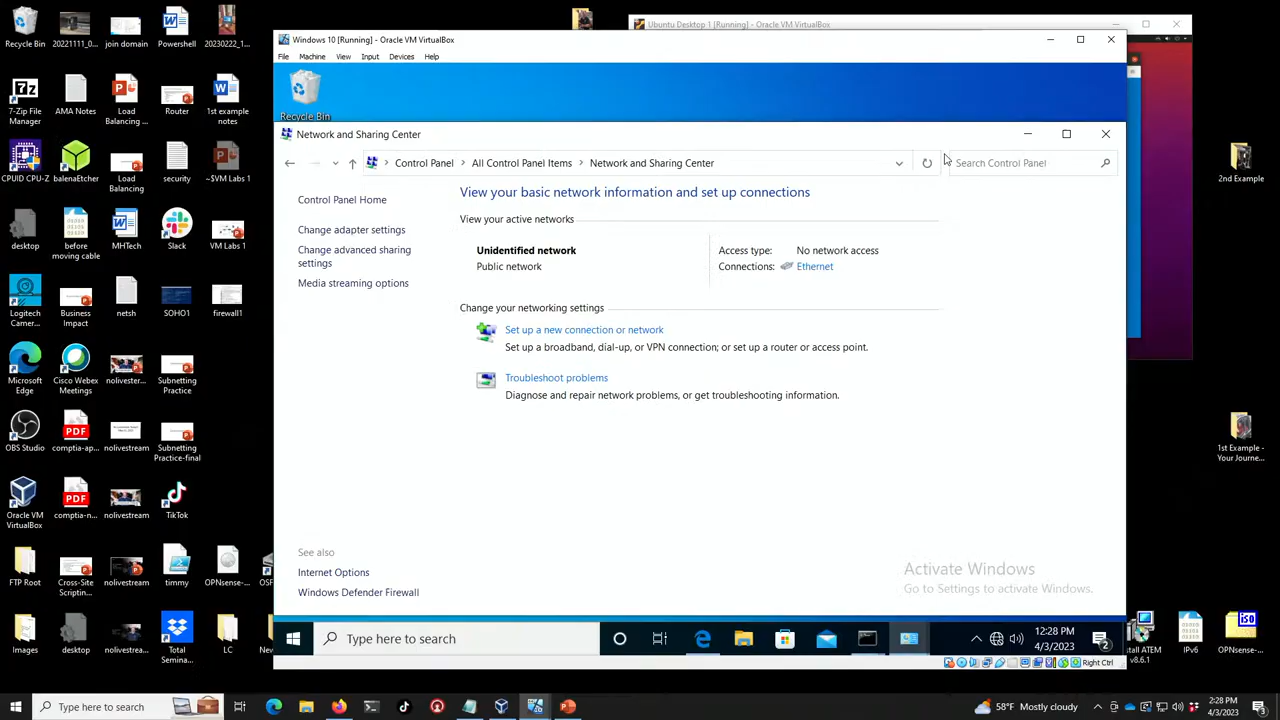 Recycle Bin
20221111_0...
join domain
Powershell
20230222_1...
7-Zip File
Manager
AMA Notes
Load
Balancing ...
Router
1st example
notes
CPUID CPU-Z
balenaEtcher
Load
Balancing
security
~$VM Labs 1
desktop
before
moving cable
MHTech
Slack
VM Labs 1
Logitech
Camer...
Business
Impact
netsh
SOHO1
firewall1
Microsoft
Edge
Cisco Webex
Meetings
nolivester...
Subnetting
Practice
OBS Studio
comptia-ap...
nolivestream
Subnetting
Practice-final
Oracle VM
VirtualBox
comptia-n...
nolivestream
TikTok
FTP Root
Cross-Site
Scriptin...
nolivestream
timmy
OPNsense-...
Images
desktop
nolivestrea...
Total
Semina...
LC
Ubuntu Desktop 1 [Running] - Oracle VM VirtualBox
Windows 10 [Running] - Oracle VM VirtualBox
File Machine View Input Devices Help
Recycle Bin
Network and Sharing Center
Control Panel > All Control Panel Items > Network and Sharing Center
Search Control Panel
Control Panel Home
Change adapter settings
Change advanced sharing
settings
Media streaming options
View your basic network information and set up connections
View your active networks
Unidentified network
Public network
Access type: No network access
Connections: Ethernet
Change your networking settings
Set up a new connection or network
Set up a broadband, dial-up, or VPN connection; or set up a router or access point.
Troubleshoot problems
Diagnose and repair network problems, or get troubleshooting information.
See also
Internet Options
Windows Defender Firewall
Activate Windows
Go to Settings to activate Windows.
Type here to search
12:28 PM
4/3/2023
2
Right Ctrl
2nd Example
1st Example -
Your Journe...
v8.6.1
IPv6
ISO
OPNsense-...
Type here to search
58°F Mostly cloudy
2:28 PM
4/3/2023